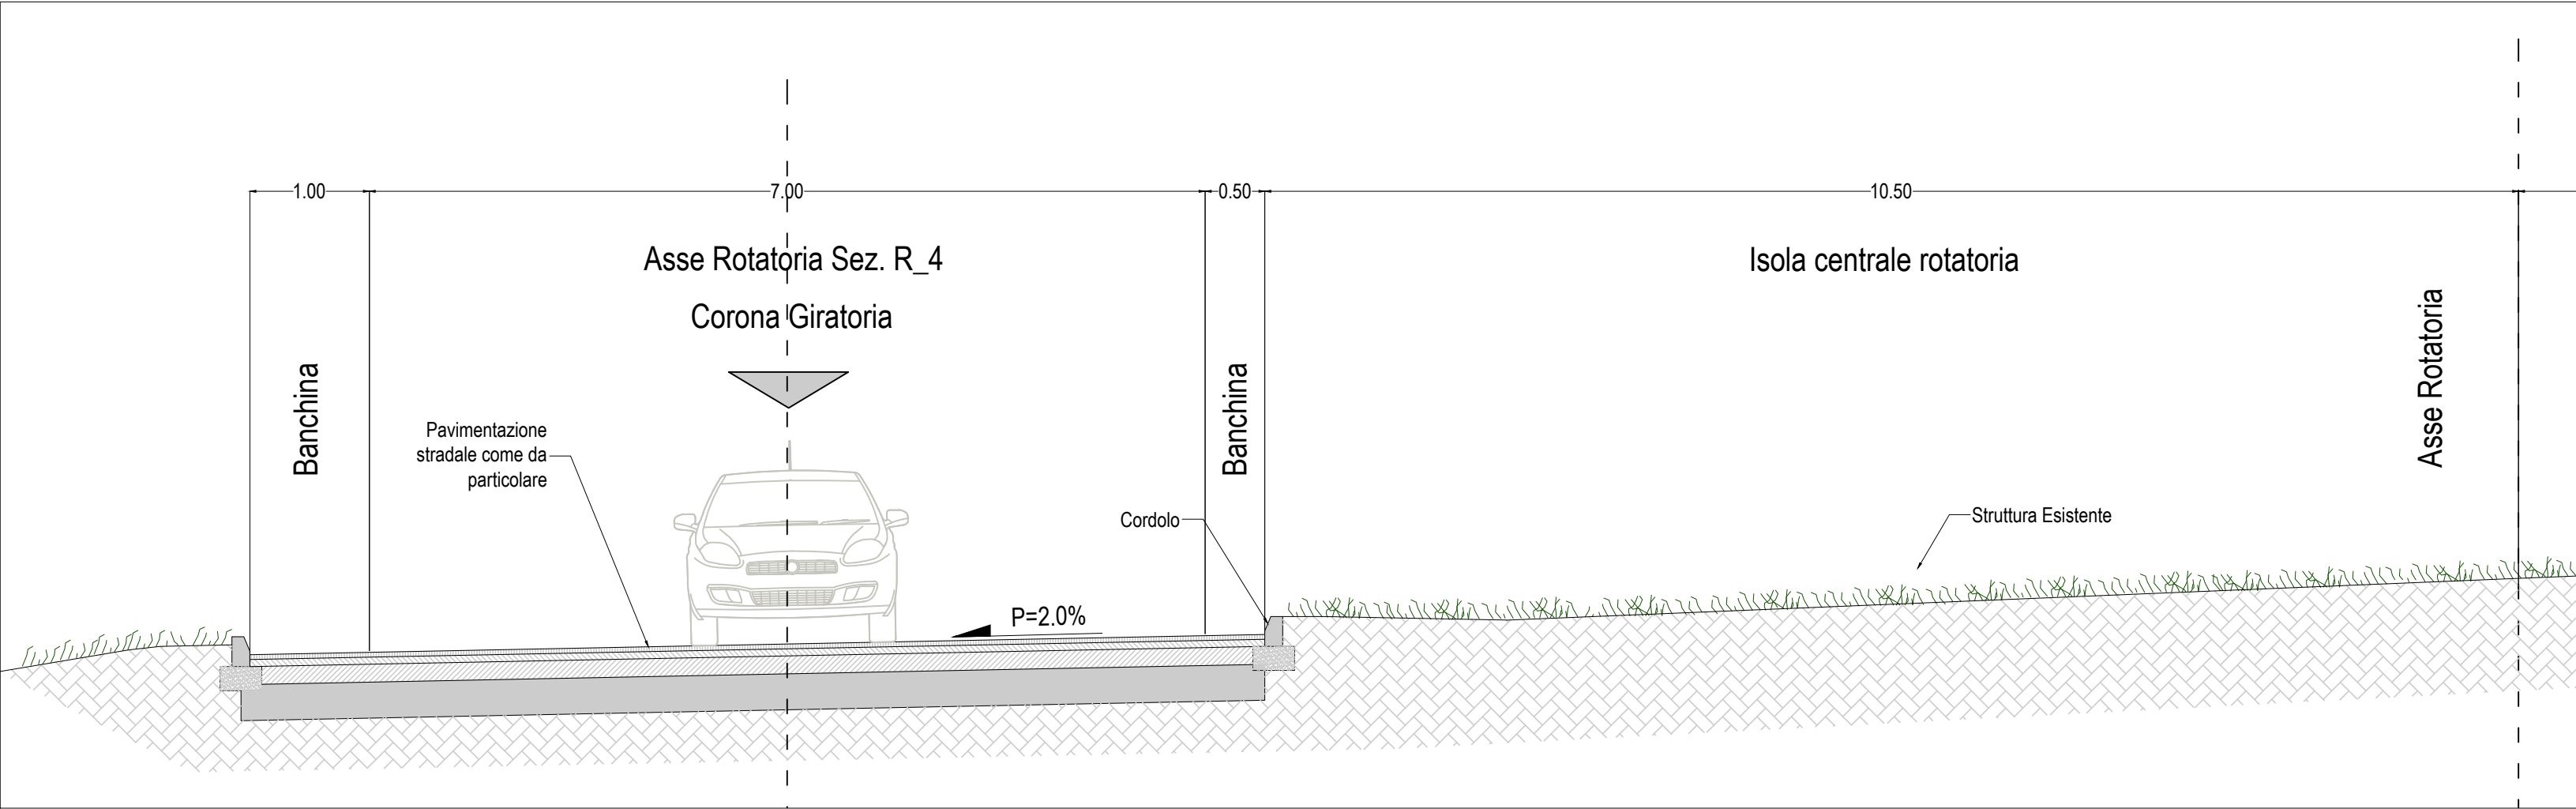 1.00
7.00
0.50
10.50
Asse Rotatoria Sez. R_4
Corona Giratoria
Isola centrale rotatoria
Banchina
Pavimentazione
stradale come da
particolare
Banchina
Asse Rotatoria
Cordolo
Struttura Esistente
P=2.0%